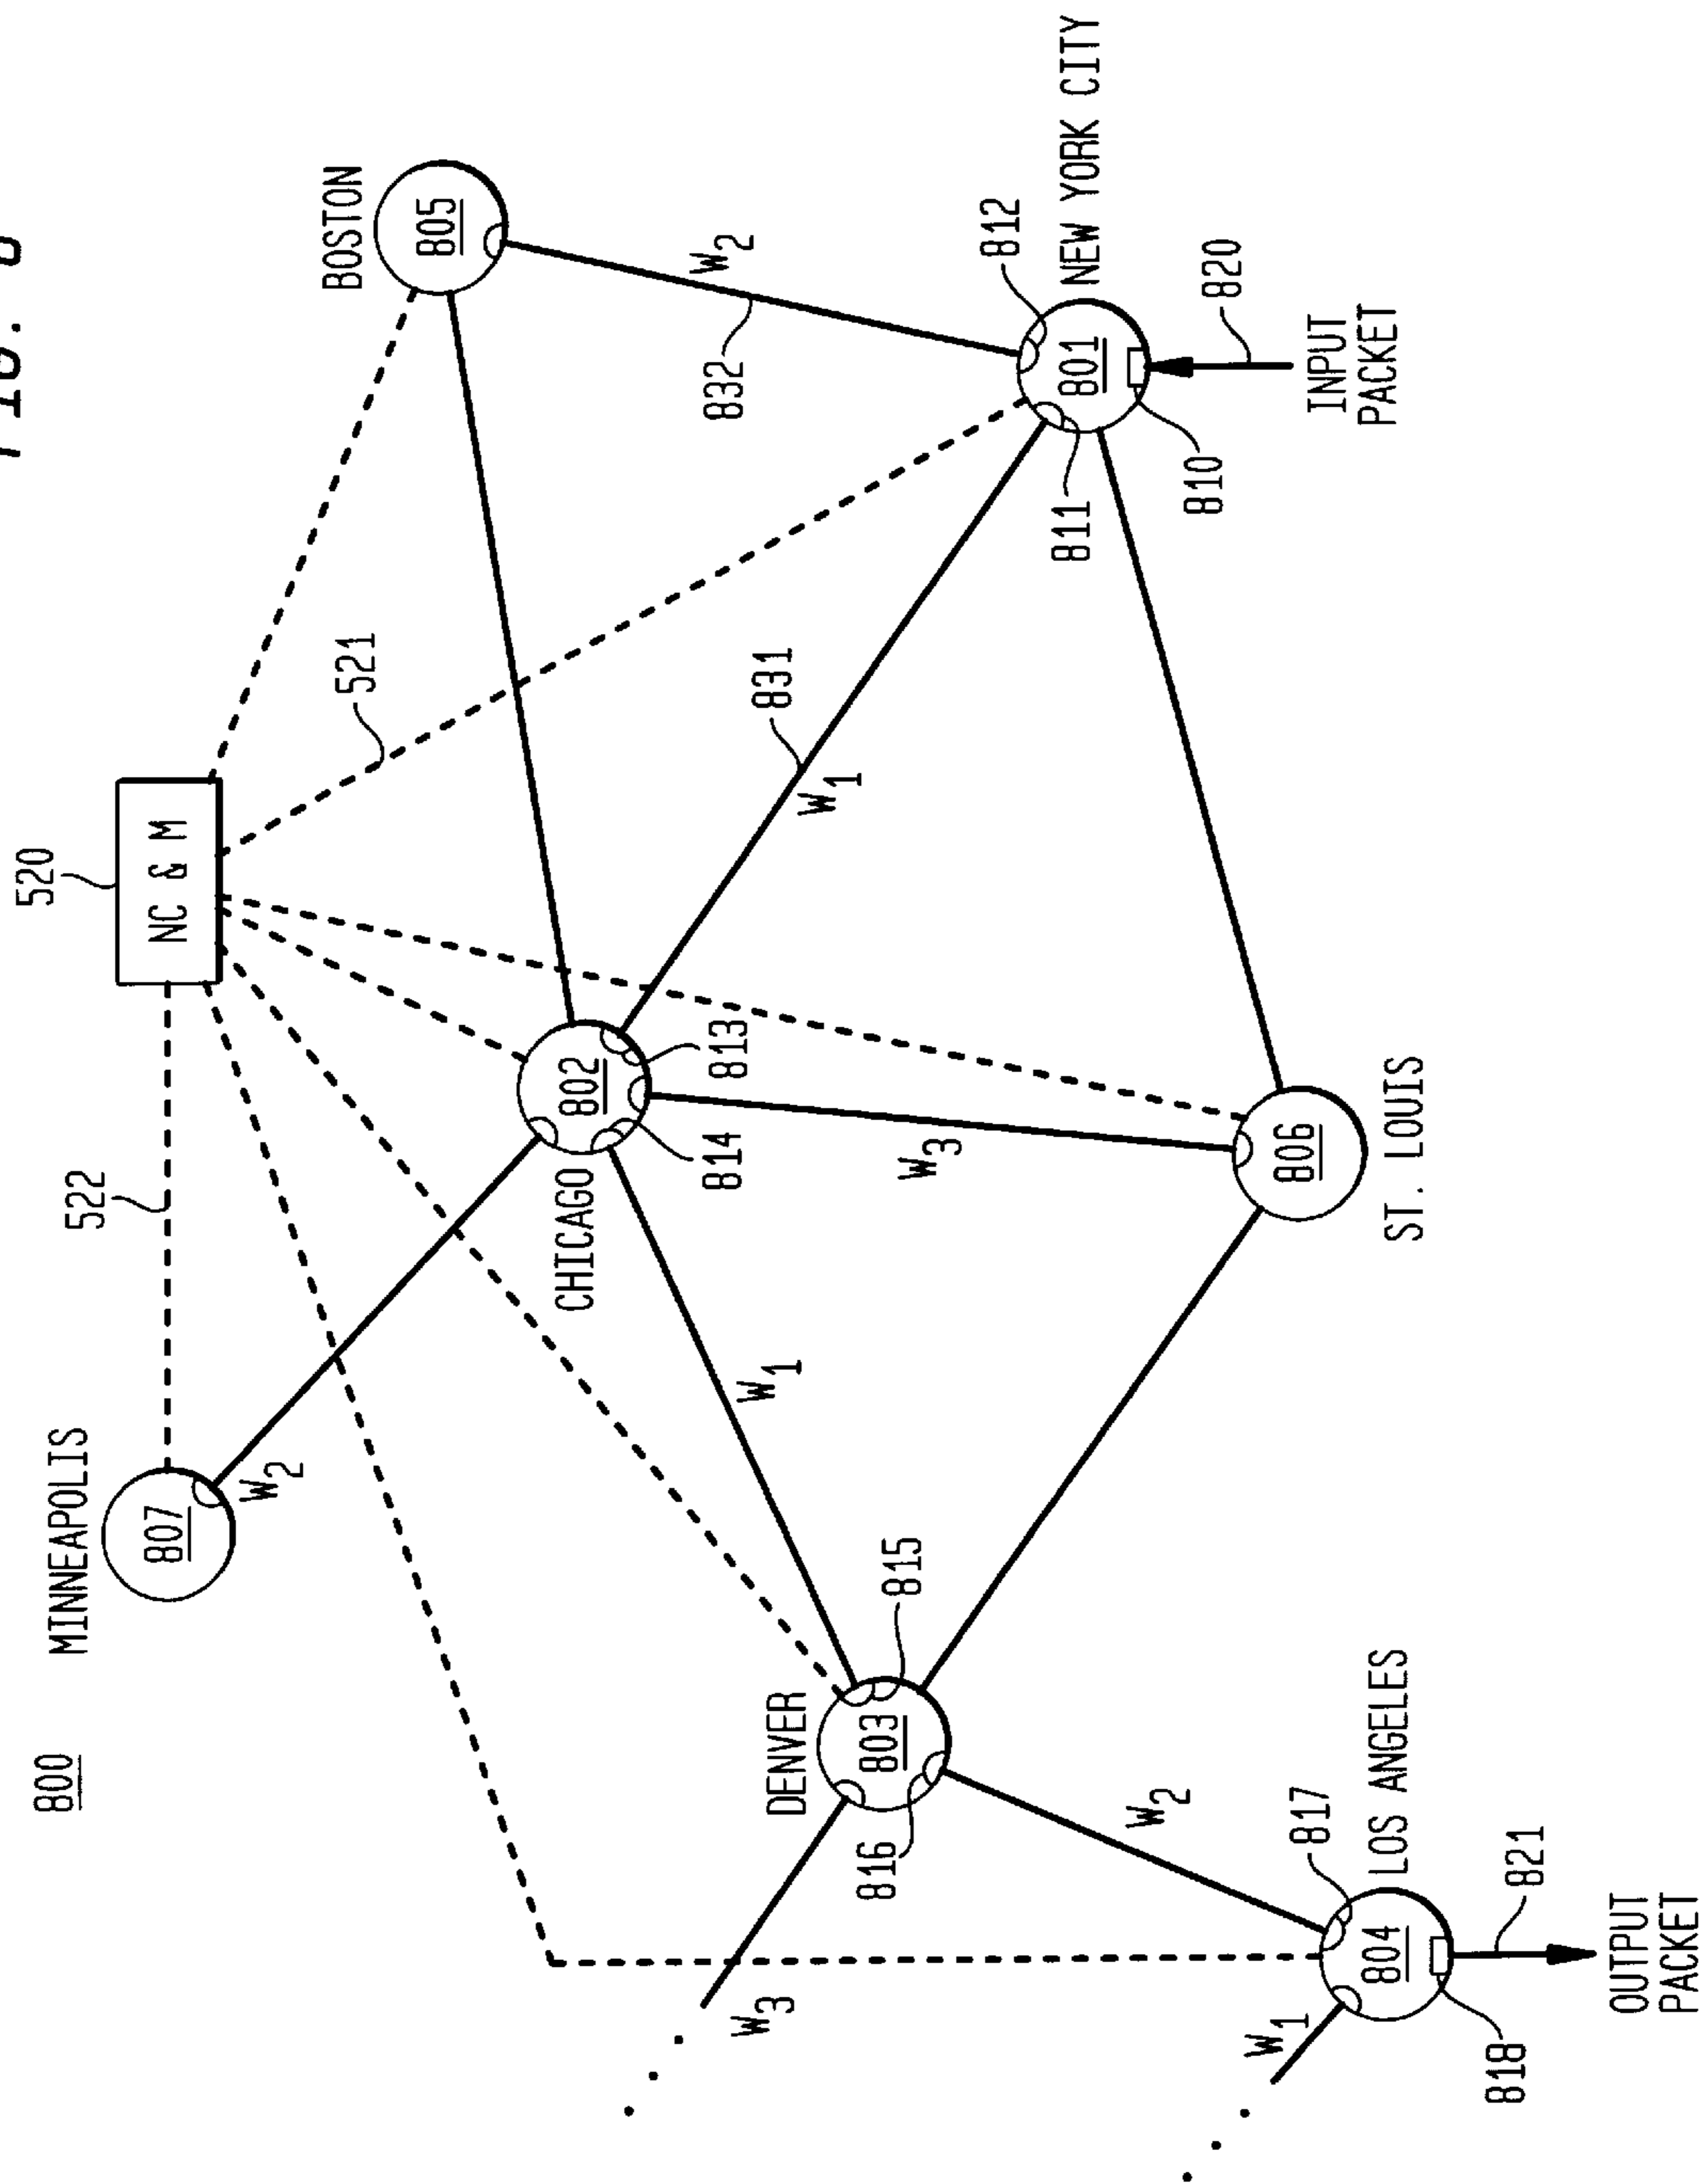 800
MINNEAPOLIS
807
W2
522
520
NC & M
521
BOSTON
805
W2
832
812
NEW YORK CITY
801
811
810
820
INPUT
PACKET
831
W1
CHICAGO
802
813
814
W3
806
ST. LOUIS
W1
DENVER
803
815
816
W3
W2
817
LOS ANGELES
804
W1
818
821
OUTPUT
PACKET